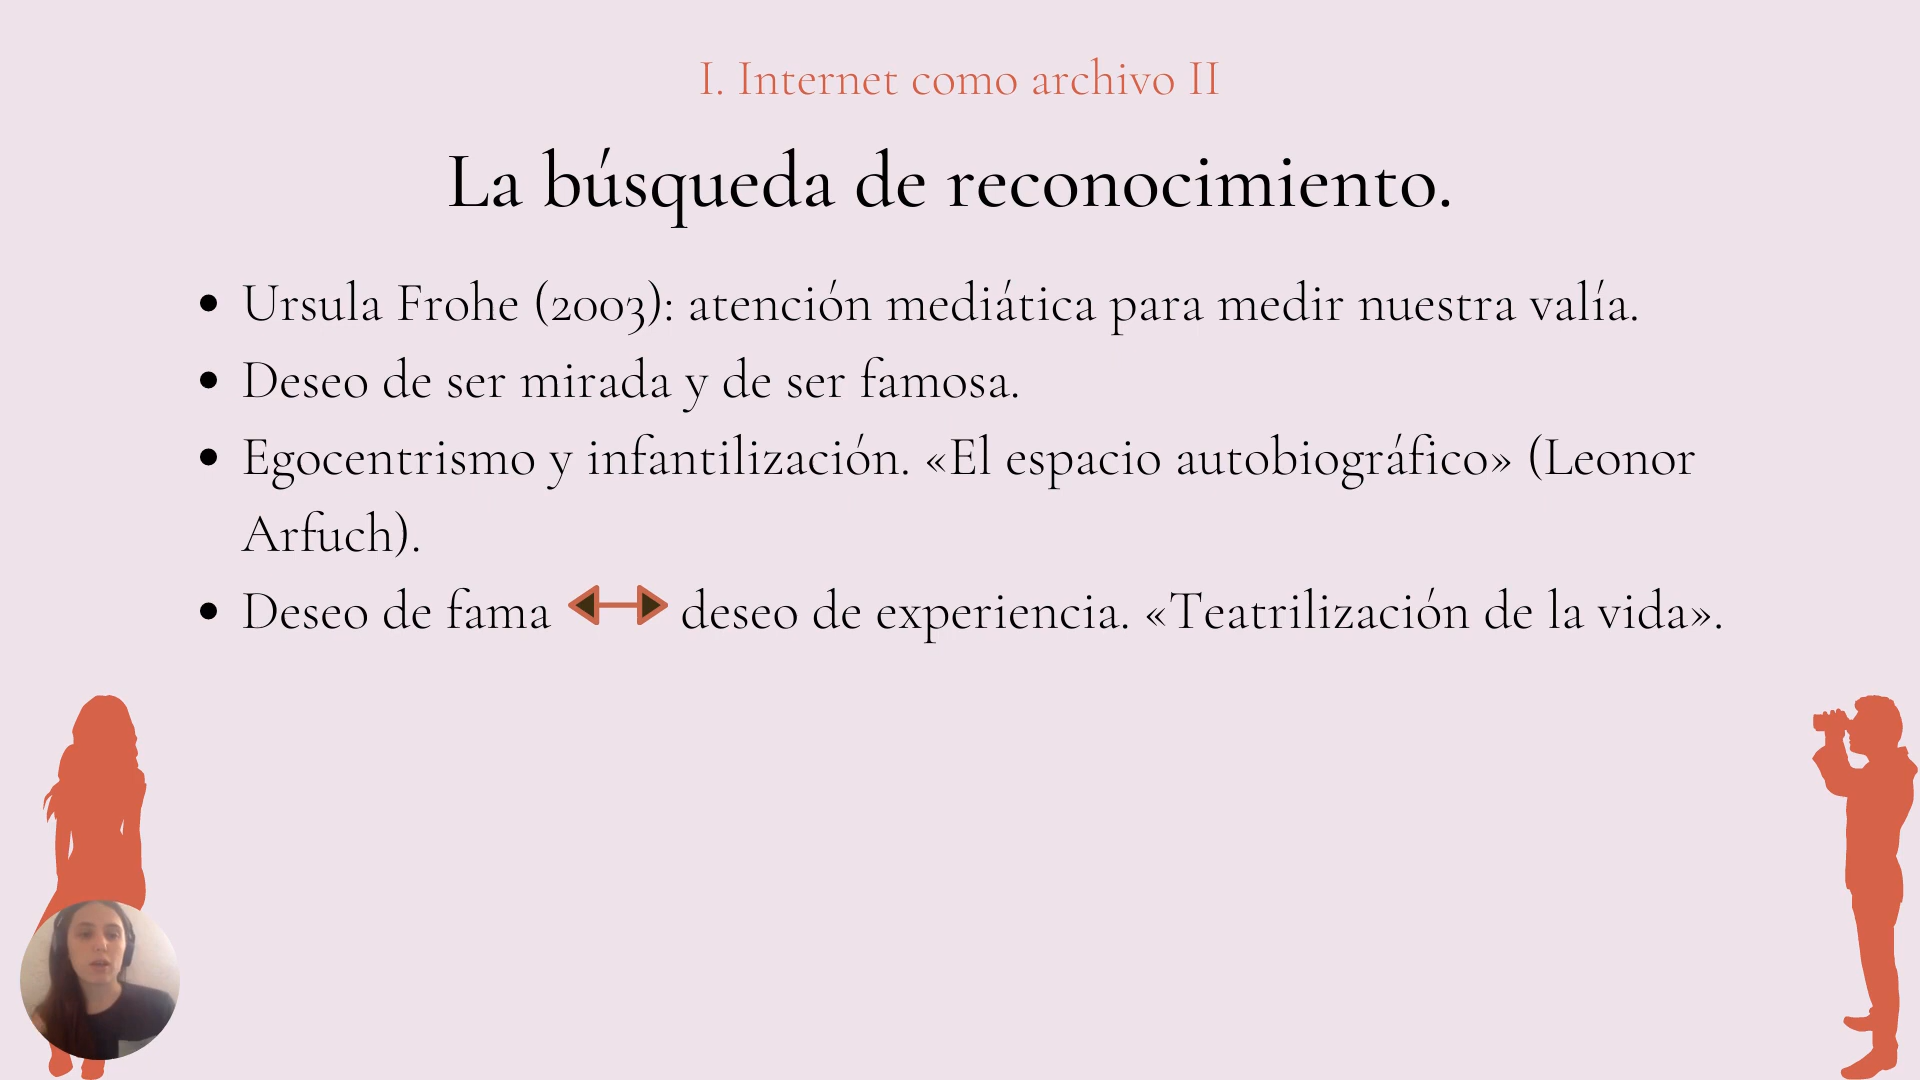 I. Internet como archivo II
La búsqueda de reconocimiento.
• Ursula Frohe (2003): atención mediática para medir nuestra valía.
• Deseo de ser mirada y de ser famosa.
• Egocentrismo y infantilización. «El espacio autobiográfico» (Leonor
Arfuch).
• Deseo de fama ↔ deseo de experiencia. «Teatrilización de la vida».